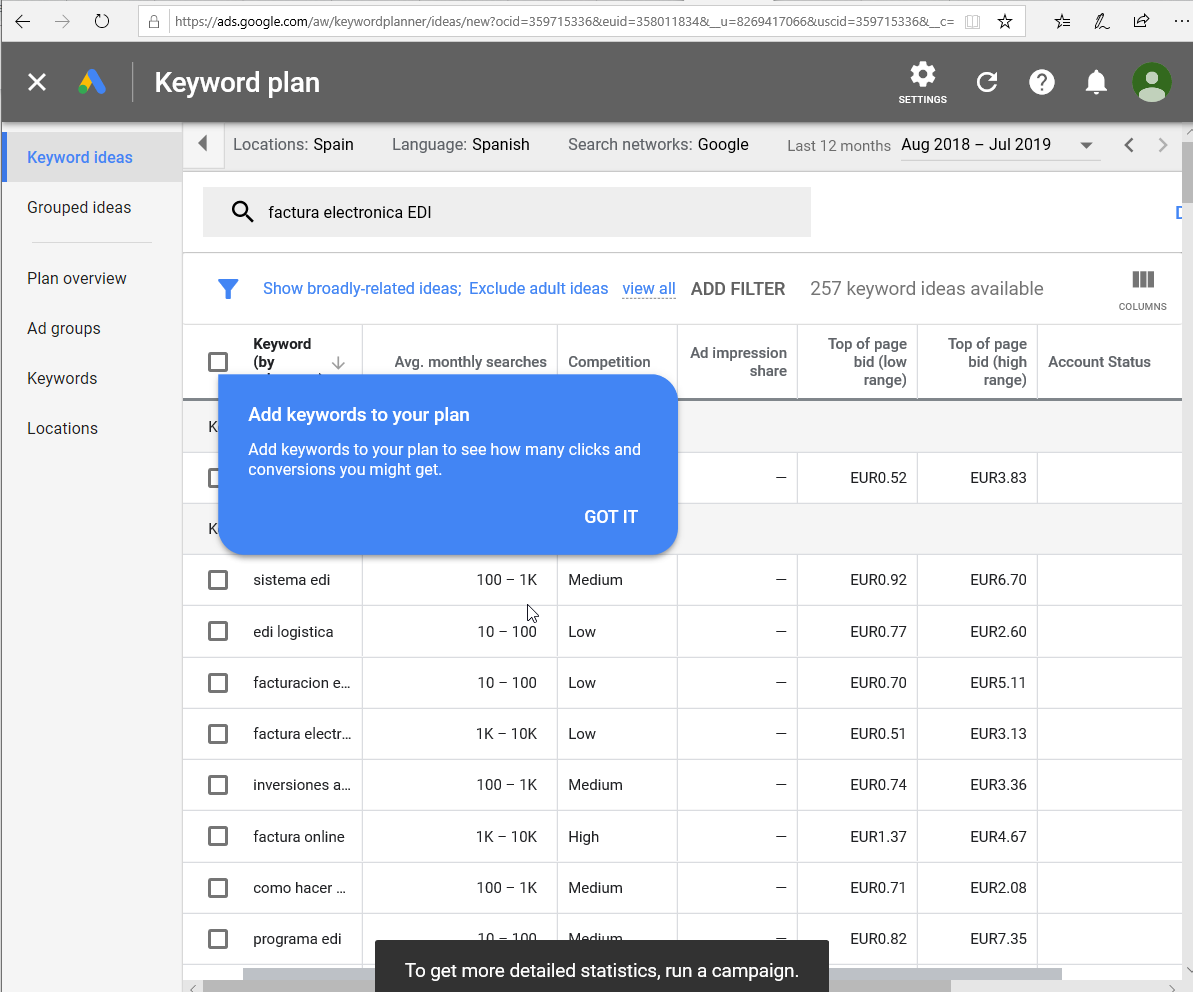 https://ads.google.com/aw/keywordplanner/ideas/new?ocid=359715336&euid=358011834&__u=8269417066&uscid=359715336&__c=
Keyword plan
SETTINGS
Keyword ideas
Grouped ideas
Plan overview
Ad groups
Keywords
Locations
Locations: Spain Language: Spanish Search networks: Google Last 12 months Aug 2018 – Jul 2019
factura electronica EDI
D
Show broadly-related ideas; Exclude adult ideas view all ADD FILTER 257 keyword ideas available
COLUMNS
Keyword
(by
Avg. monthly searches
Competition
Ad impression
share
Top of page
bid (low
range)
Top of page
bid (high
range)
Account Status
K
Add keywords to your plan
Add keywords to your plan to see how many clicks and
conversions you might get.
GOT IT
— EUR0.52 EUR3.83
K
sistema edi 100 – 1K Medium — EUR0.92 EUR6.70
edi logistica 10 – 100 Low — EUR0.77 EUR2.60
facturacion e... 10 – 100 Low — EUR0.70 EUR5.11
factura electr... 1K – 10K Low — EUR0.51 EUR3.13
inversiones a... 100 – 1K Medium — EUR0.74 EUR3.36
factura online 1K – 10K High — EUR1.37 EUR4.67
como hacer ... 100 – 1K Medium — EUR0.71 EUR2.08
programa edi 10 – 100 Medium — EUR0.82 EUR7.35
To get more detailed statistics, run a campaign.